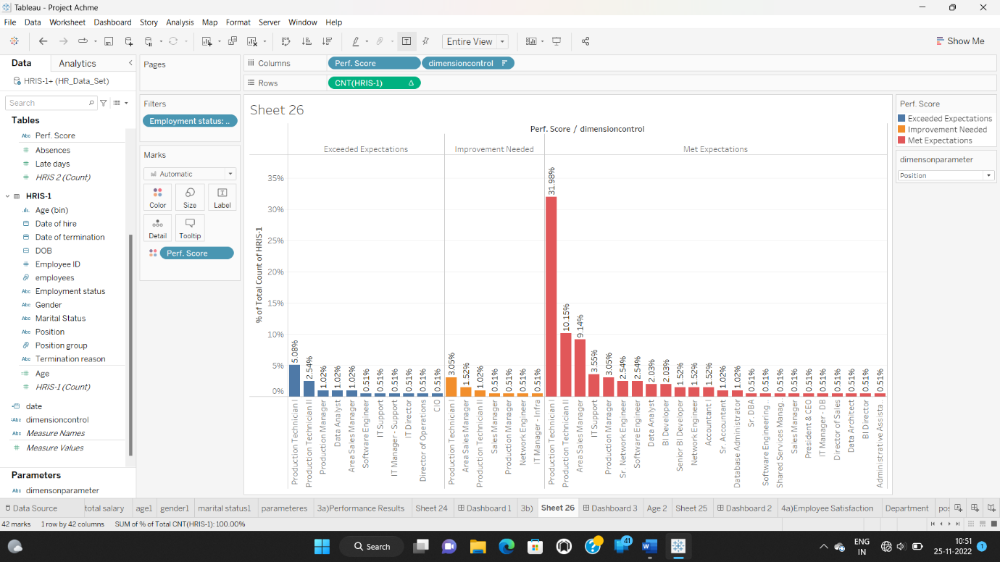 Tableau - Project Achme
File Data Worksheet Dashboard Story Analysis Map Format Server Window Help
Entire View
Show Me
Data Analytics
HRIS-1+ (HR_Data_Set)
Search
Tables
Abc Perf. Score
# Absences
# Late days
# HRIS 2 (Count)
HRIS-1
Age (bin)
Date of hire
Date of termination
DOB
# Employee ID
employees
Abc Employment status
Abc Gender
Abc Marital Status
Abc Position
Position group
Abc Termination reason
# Age
# HRIS-1 (Count)
date
=Abc dimensioncontrol
Abc Measure Names
# Measure Values
Parameters
Abc dimensonparameter
Pages
Filters
Employment status: ..
Marks
Automatic
Color Size Label
Detail Tooltip
Perf. Score
Columns Perf. Score dimensioncontrol
Rows CNT(HRIS-1) Δ
Sheet 26
Perf. Score / dimensioncontrol
Exceeded Expectations Improvement Needed Met Expectations
% of Total Count of HRIS-1
35%
30%
25%
20%
15%
10%
5%
0%
5.08% 2.54% 1.02% 1.02% 1.02% 0.51% 0.51% 0.51% 0.51% 0.51% 0.51%
3.05% 1.52% 1.02% 0.51% 0.51% 0.51% 0.51%
31.98% 10.15% 9.14% 3.55% 3.05% 2.54% 2.54% 2.03% 2.03% 1.52% 1.52% 1.52% 1.02% 1.02% 0.51% 0.51% 0.51% 0.51% 0.51% 0.51% 0.51% 0.51% 0.51% 0.51%
Production Technician I
Production Technician II
Production Manager
Data Analyst
Area Sales Manager
Software Engineer
IT Support
IT Manager - Support
IT Director
Director of Operations
CIO
Production Technician I
Area Sales Manager
Production Technician II
Sales Manager
Production Manager
Network Engineer
IT Manager - Infra
Production Technician I
Production Technician II
Area Sales Manager
IT Support
Production Manager
Sr. Network Engineer
Software Engineer
Data Analyst
BI Developer
Senior BI Developer
Network Engineer
Accountant I
Sr. Accountant
Database Administrator
Sr. DBA
Software Engineering ..
Shared Services Manag..
Sales Manager
President & CEO
IT Manager - DB
Director of Sales
Data Architect
BI Director
Administrative Assista..
Perf. Score
Exceeded Expectations
Improvement Needed
Met Expectations
dimensonparameter
Position
Data Source total salary age1 gender1 marital status1 parameteres 3a)Performance Results Sheet 24 Dashboard 1 3b) Sheet 26 Dashboard 3 Age 2 Sheet 25 Dashboard 2 4a)Employee Satisfaction Department pos
42 marks 1 row by 42 columns SUM of % of Total CNT(HRIS-1): 100.00%
Search
41
W
ENG
IN
10:51
25-11-2022
1